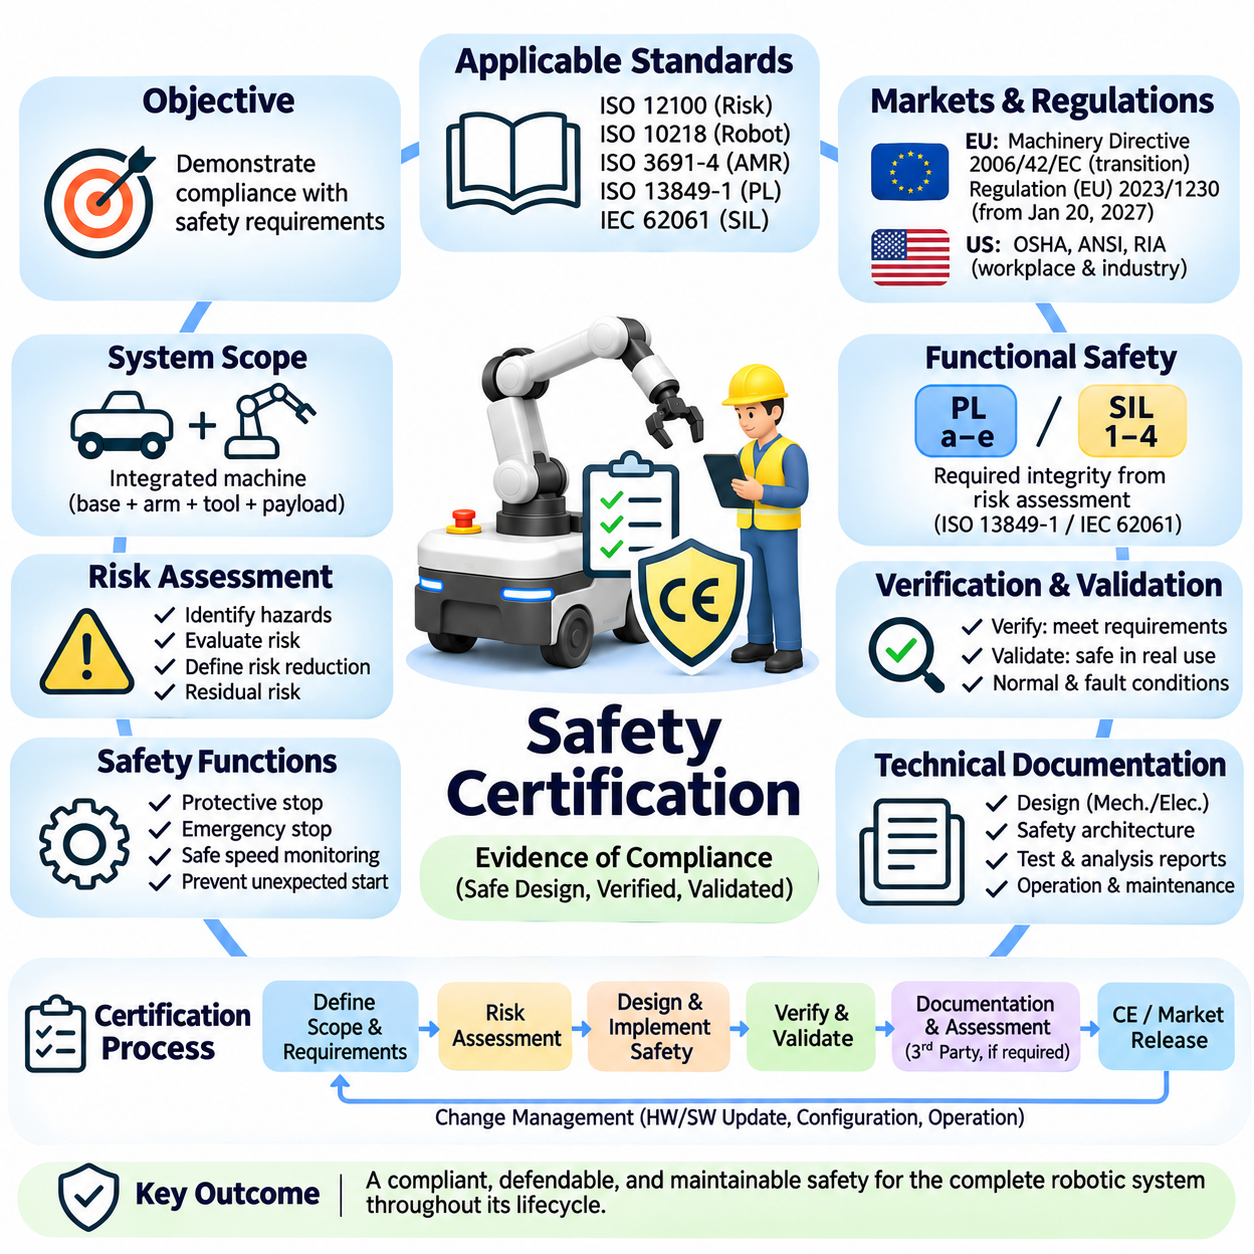 Applicable Standards
ISO 12100 (Risk)
ISO 10218 (Robot)
ISO 3691-4 (AMR)
ISO 13849-1 (PL)
IEC 62061 (SIL)
Objective
Demonstrate
compliance with
safety requirements
Markets & Regulations
EU: Machinery Directive
2006/42/EC (transition)
Regulation (EU) 2023/1230
(from Jan 20, 2027)
US: OSHA, ANSI, RIA
(workplace & industry)
System Scope
Integrated machine
(base + arm + tool + payload)
Functional Safety
PL
a–e
/
SIL
1–4
Required integrity from
risk assessment
(ISO 13849-1 / IEC 62061)
Risk Assessment
Identify hazards
Evaluate risk
Define risk reduction
Residual risk
CE
Verification & Validation
Verify: meet requirements
Validate: safe in real use
Normal & fault conditions
Safety Functions
Protective stop
Emergency stop
Safe speed monitoring
Prevent unexpected start
Safety
Certification
Evidence of Compliance
(Safe Design, Verified, Validated)
Technical Documentation
Design (Mech./Elec.)
Safety architecture
Test & analysis reports
Operation & maintenance
Certification
Process
Define
Scope &
Requirements
Risk
Assessment
Design &
Implement
Safety
Verify &
Validate
Documentation
& Assessment
(3rd Party, if required)
CE / Market
Release
Change Management (HW/SW Update, Configuration, Operation)
Key Outcome
A compliant, defendable, and maintainable safety for the complete robotic system
throughout its lifecycle.